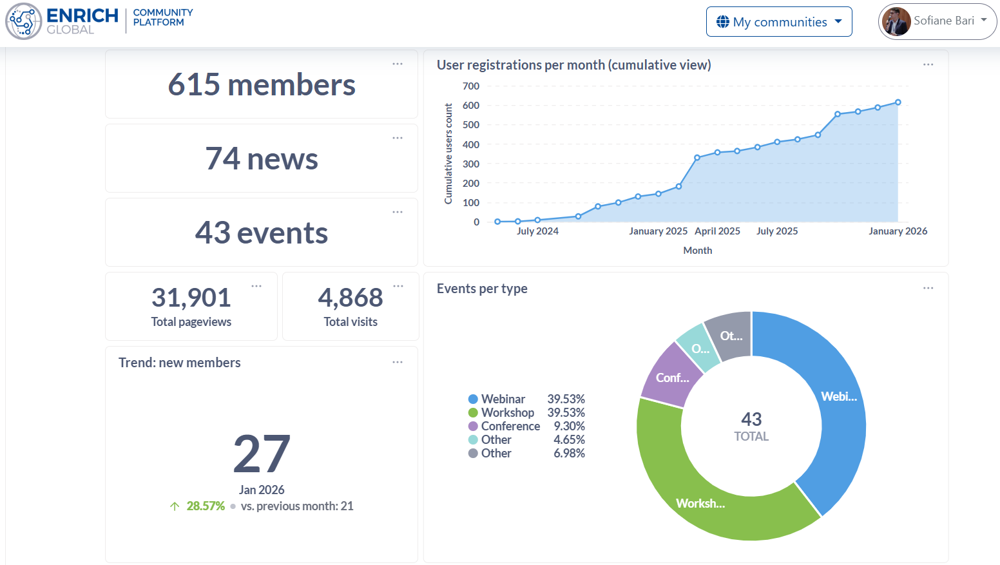 ENRICH
GLOBAL
COMMUNITY
PLATFORM
My communities
Sofiane Bari
615 members
74 news
43 events
31,901
Total pageviews
4,868
Total visits
Trend: new members
27
Jan 2026
28.57% vs. previous month: 21
User registrations per month (cumulative view)
Cumulative users count
700
600
500
400
300
200
100
0
July 2024
January 2025
April 2025
July 2025
January 2026
Month
Events per type
Webinar 39.53%
Workshop 39.53%
Conference 9.30%
Other 4.65%
Other 6.98%
Ot...
O...
Conf...
Webi...
43
TOTAL
Worksh...